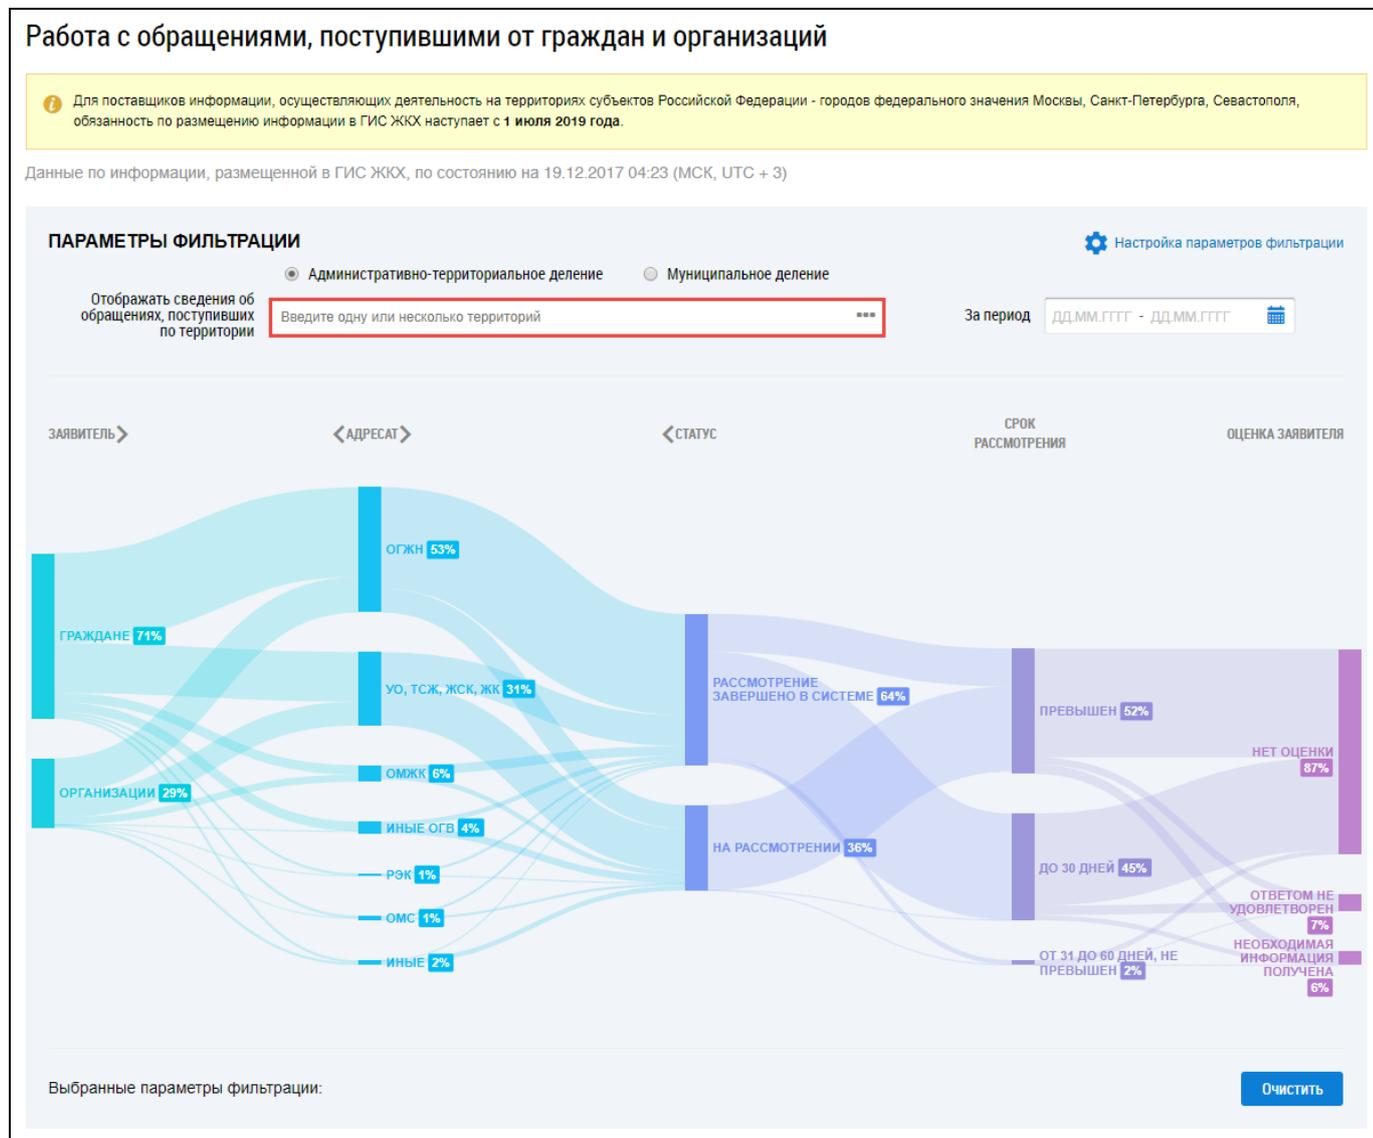 Работа с обращениями, поступившими от граждан и организаций
Для поставщиков информации, осуществляющих деятельность на территориях субъектов Российской Федерации - городов федерального значения Москвы, Санкт-Петербурга, Севастополя,
обязанность по размещению информации в ГИС ЖКХ наступает с 1 июля 2019 года.
Данные по информации, размещенной в ГИС ЖКХ, по состоянию на 19.12.2017 04:23 (МСК, UTC + 3)
ПАРАМЕТРЫ ФИЛЬТРАЦИИ
Настройка параметров фильтрации
Административно-территориальное деление
Муниципальное деление
Отображать сведения об
обращениях, поступивших
по территории
Введите одну или несколько территорий
За период
ДД.ММ.ГГГГ - ДД.ММ.ГГГГ
ЗАЯВИТЕЛЬ
АДРЕСАТ
СТАТУС
СРОК
РАССМОТРЕНИЯ
ОЦЕНКА ЗАЯВИТЕЛЯ
ГРАЖДАНЕ 71%
ОРГАНИЗАЦИИ 29%
ОГЖН 53%
УО, ТСЖ, ЖСК, ЖК 31%
ОМЖК 6%
ИНЫЕ ОГВ 4%
РЭК 1%
ОМС 1%
ИНЫЕ 2%
РАССМОТРЕНИЕ
ЗАВЕРШЕНО В СИСТЕМЕ 64%
НА РАССМОТРЕНИИ 36%
ПРЕВЫШЕН 52%
ДО 30 ДНЕЙ 45%
ОТ 31 ДО 60 ДНЕЙ, НЕ
ПРЕВЫШЕН 2%
НЕТ ОЦЕНКИ
87%
ОТВЕТОМ НЕ
УДОВЛЕТВОРЕН
7%
НЕОБХОДИМАЯ
ИНФОРМАЦИЯ
ПОЛУЧЕНА
6%
Выбранные параметры фильтрации:
Очистить